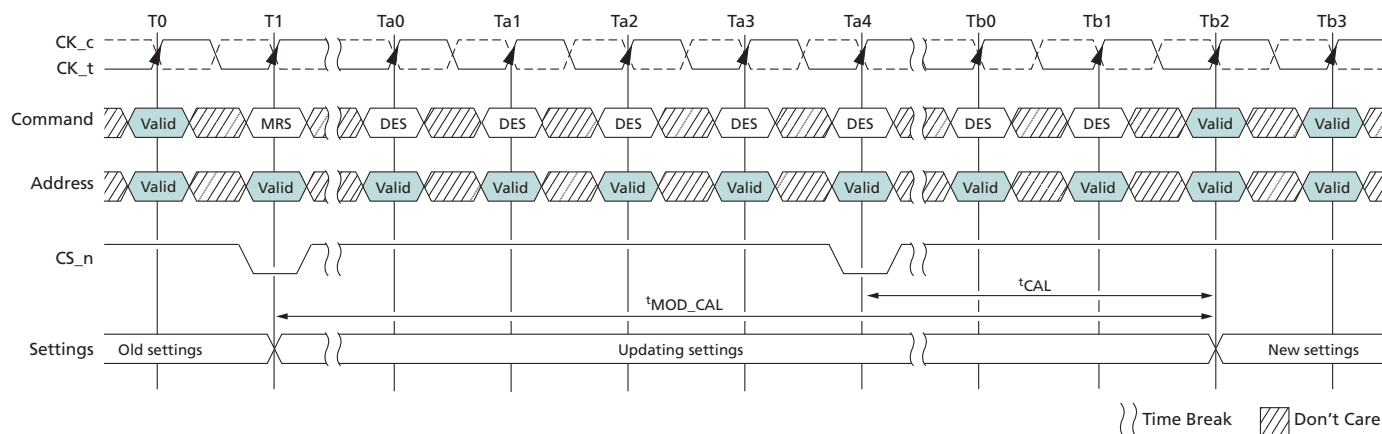 T0 T1 Ta0 Ta1 Ta2 Ta3 Ta4 Tb0 Tb1 Tb2 Tb3
CK_c
CK_t
Command Valid MRS DES DES DES DES DES DES DES Valid Valid
Address Valid Valid Valid Valid Valid Valid Valid Valid Valid Valid Valid
CS_n
tCAL
tMOD_CAL
Settings Old settings Updating settings New settings
Time Break Don't Care